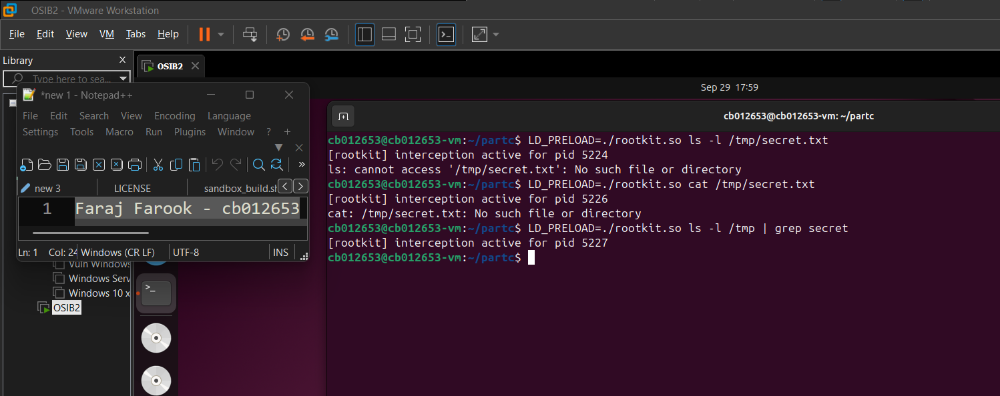 OSIB2 - VMware Workstation
File Edit View VM Tabs Help
Library
OSIB2
Type here to sea...
Sep 29 17:59
*new 1 - Notepad++
File Edit Search View Encoding Language
Settings Tools Macro Run Plugins Window ? +
new 3 LICENSE sandbox_build.sh
1 Faraj Farook - cb012653
Ln: 1 Col: 24 Windows (CR LF) UTF-8 INS
Vuln Windows
Windows Serv
Windows 10 x
OSIB2
cb012653@cb012653-vm: ~/partc
cb012653@cb012653-vm:~/partc$ LD_PRELOAD=./rootkit.so ls -l /tmp/secret.txt
[rootkit] interception active for pid 5224
ls: cannot access '/tmp/secret.txt': No such file or directory
cb012653@cb012653-vm:~/partc$ LD_PRELOAD=./rootkit.so cat /tmp/secret.txt
[rootkit] interception active for pid 5226
cat: /tmp/secret.txt: No such file or directory
cb012653@cb012653-vm:~/partc$ LD_PRELOAD=./rootkit.so ls -l /tmp | grep secret
[rootkit] interception active for pid 5227
cb012653@cb012653-vm:~/partc$